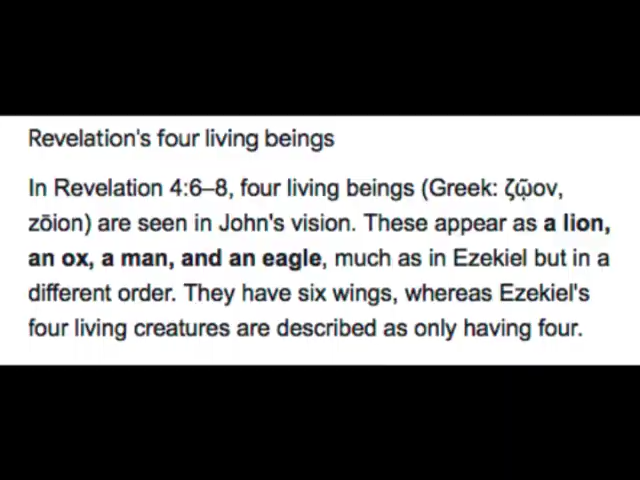 Revelation's four living beings
In Revelation 4:6–8, four living beings (Greek: ζῷον,
zōion) are seen in John's vision. These appear as a lion,
an ox, a man, and an eagle, much as in Ezekiel but in a
different order. They have six wings, whereas Ezekiel's
four living creatures are described as only having four.